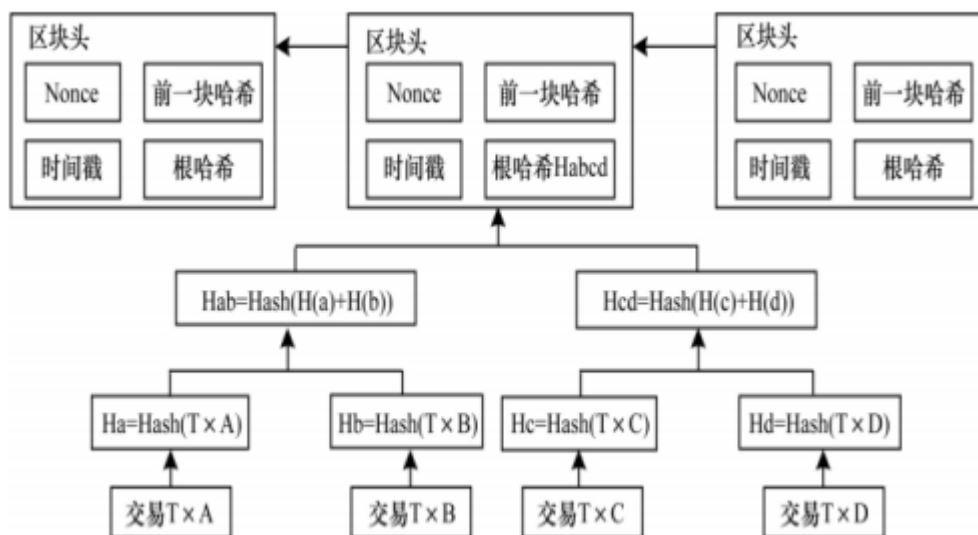 区块头
区块头
区块头
Nonce
前一块哈希
Nonce
前一块哈希
Nonce
前一块哈希
时间戳
根哈希
时间戳
根哈希Habcd
时间戳
根哈希
Hab=Hash(H(a)+H(b))
Hcd=Hash(H(c)+H(d))
Ha=Hash(T×A)
Hb=Hash(T×B)
Hc=Hash(T×C)
Hd=Hash(T×D)
交易T×A
交易T×B
交易T×C
交易T×D